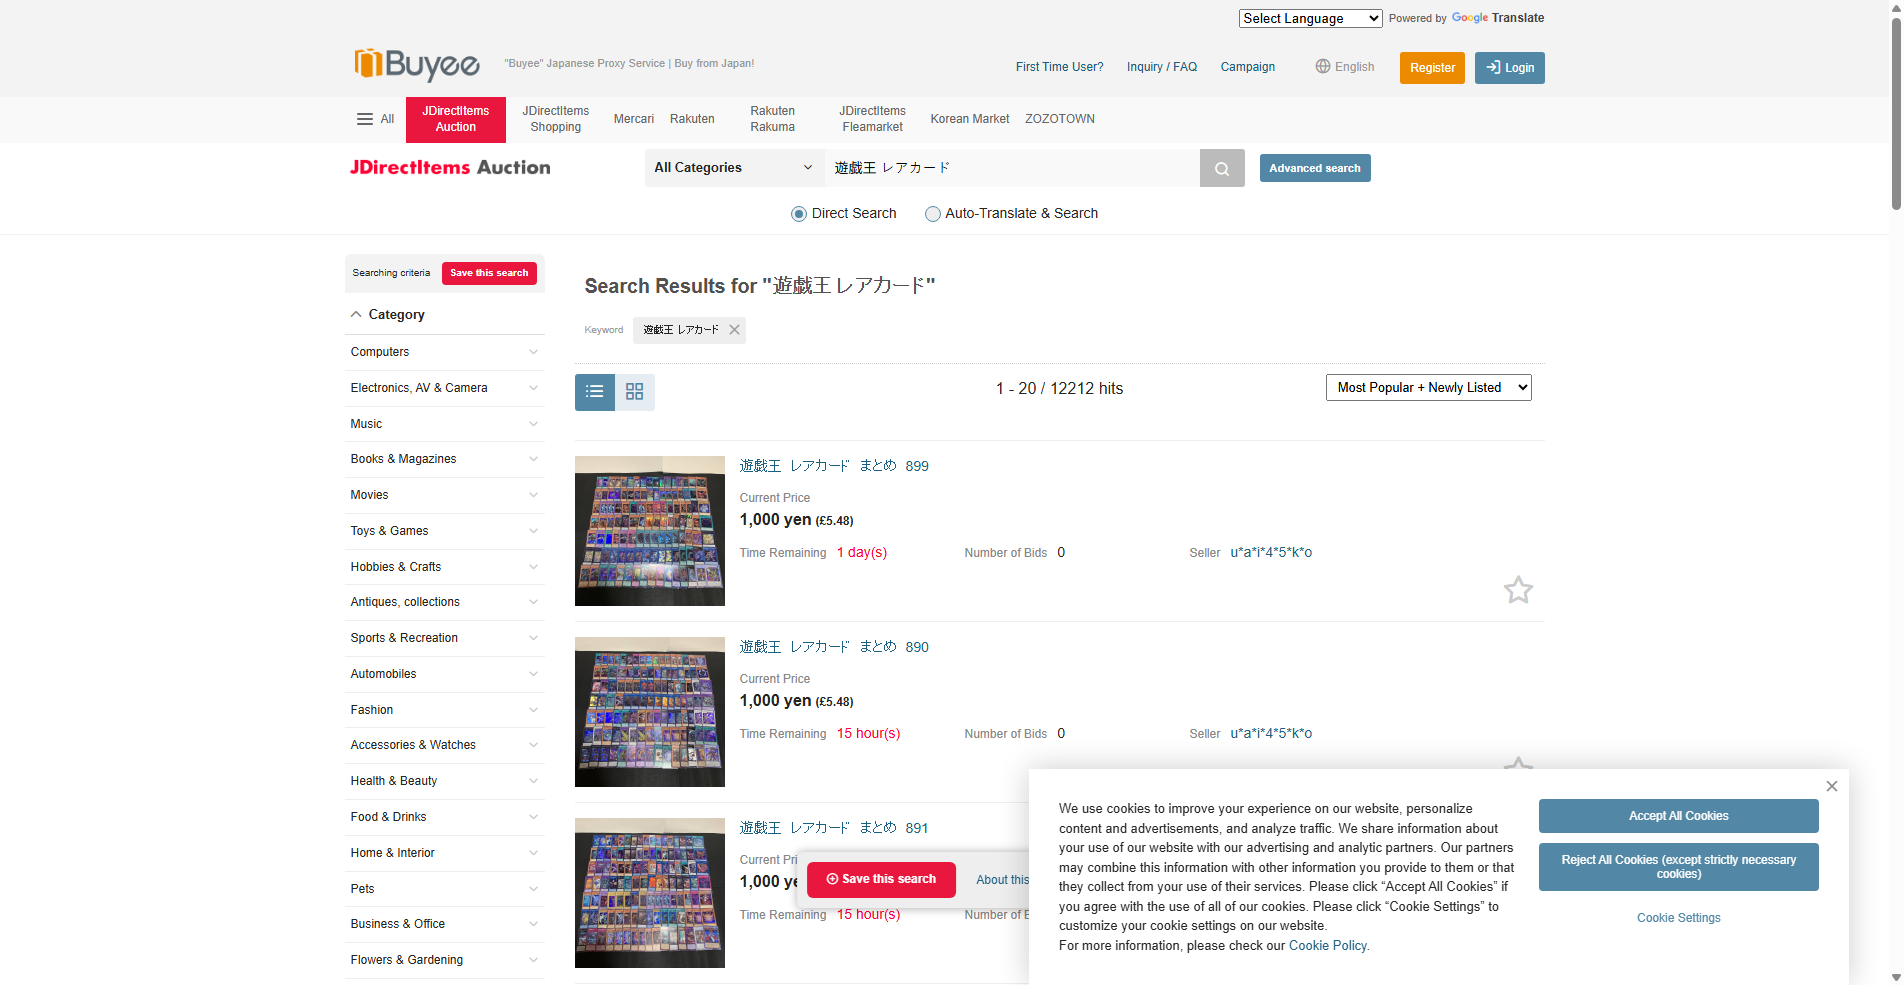 Select Language
Powered by Google Translate
Buyee
"Buyee" Japanese Proxy Service | Buy from Japan!
First Time User?
Inquiry / FAQ
Campaign
English
Register
Login
All
JDirectItems
Auction
JDirectItems
Shopping
Mercari
Rakuten
Rakuten
Rakuma
JDirectItems
Fleamarket
Korean Market
ZOZOTOWN
JDirectItems Auction
All Categories
遊戯王 レアカード
Advanced search
Direct Search
Auto-Translate & Search
Searching criteria
Save this search
Category
Computers
Electronics, AV & Camera
Music
Books & Magazines
Movies
Toys & Games
Hobbies & Crafts
Antiques, collections
Sports & Recreation
Automobiles
Fashion
Accessories & Watches
Health & Beauty
Food & Drinks
Home & Interior
Pets
Business & Office
Flowers & Gardening
Search Results for "遊戯王 レアカード"
Keyword
遊戯王 レアカード
1 - 20 / 12212 hits
Most Popular + Newly Listed
遊戯王 レアカード まとめ 899
Current Price
1,000 yen (£5.48)
Time Remaining 1 day(s)
Number of Bids 0
Seller u*a*i*4*5*k*o
遊戯王 レアカード まとめ 890
Current Price
1,000 yen (£5.48)
Time Remaining 15 hour(s)
Number of Bids 0
Seller u*a*i*4*5*k*o
遊戯王 レアカード まとめ 891
Current Pri
1,000 ye
Time Remaining 15 hour(s)
Number of
Save this search
About this
We use cookies to improve your experience on our website, personalize
content and advertisements, and analyze traffic. We share information about
your use of our website with our advertising and analytic partners. Our partners
may combine this information with other information you provide to them or that
they collect from your use of their services. Please click “Accept All Cookies” if
you agree with the use of all of our cookies. Please click “Cookie Settings” to
customize your cookie settings on our website.
For more information, please check our Cookie Policy.
Accept All Cookies
Reject All Cookies (except strictly necessary
cookies)
Cookie Settings